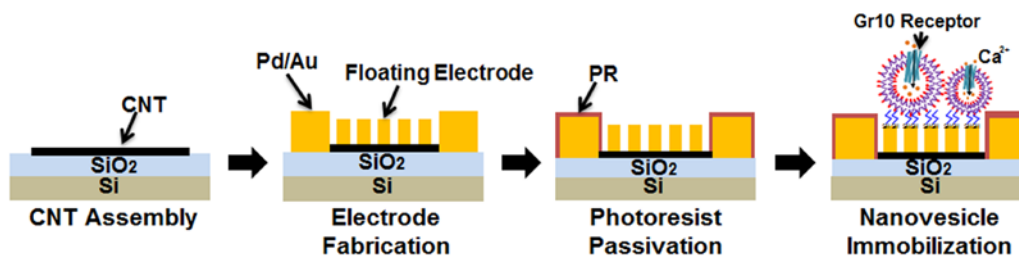 CNT
SiO₂
Si
CNT Assembly
Pd/Au
Floating Electrode
SiO₂
Si
Electrode
Fabrication
PR
SiO₂
Si
Photoresist
Passivation
Gr10 Receptor
Ca²⁺
SiO₂
Si
Nanovesicle
Immobilization